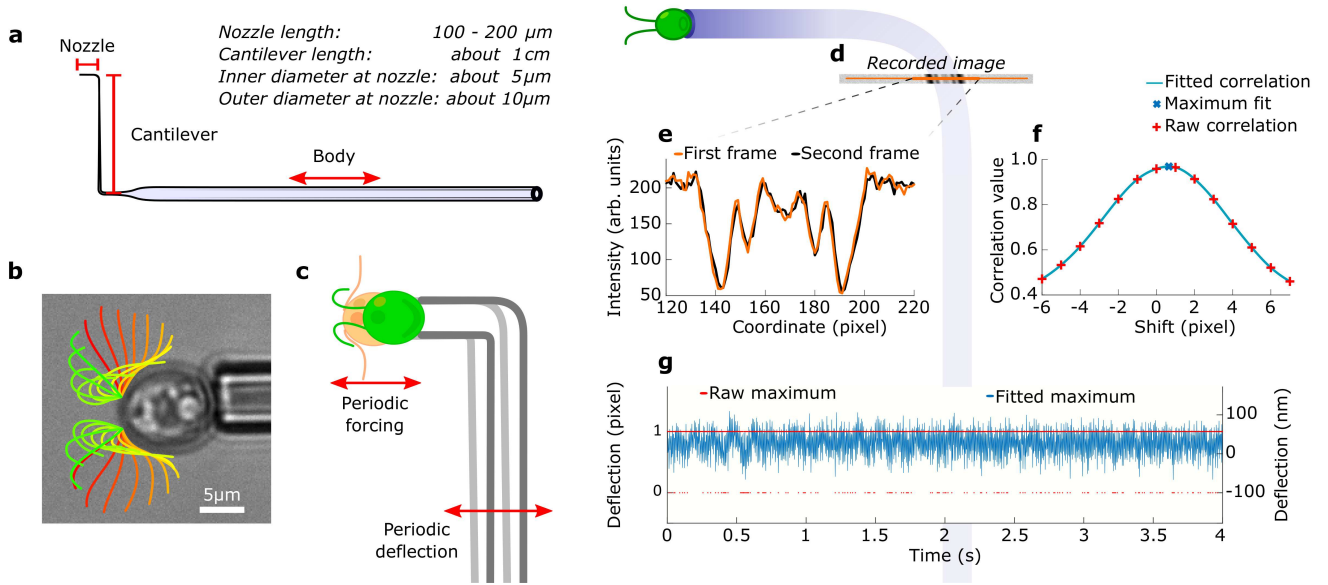 a
Nozzle
Cantilever
Body
Nozzle length: 100 - 200 µm
Cantilever length: about 1cm
Inner diameter at nozzle: about 5µm
Outer diameter at nozzle: about 10µm
b
5µm
c
Periodic
forcing
Periodic
deflection
d
Recorded image
e
First frame Second frame
Intensity (arb. units)
200
150
100
50
120 140 160 180 200 220
Coordinate (pixel)
f
Fitted correlation
Maximum fit
Raw correlation
Correlation value
1.0
0.8
0.6
0.4
-6 -4 -2 0 2 4 6
Shift (pixel)
g
Raw maximum Fitted maximum
Deflection (pixel)
1
0
100
0
-100
Deflection (nm)
0 0.5 1 1.5 2 2.5 3 3.5 4
Time (s)